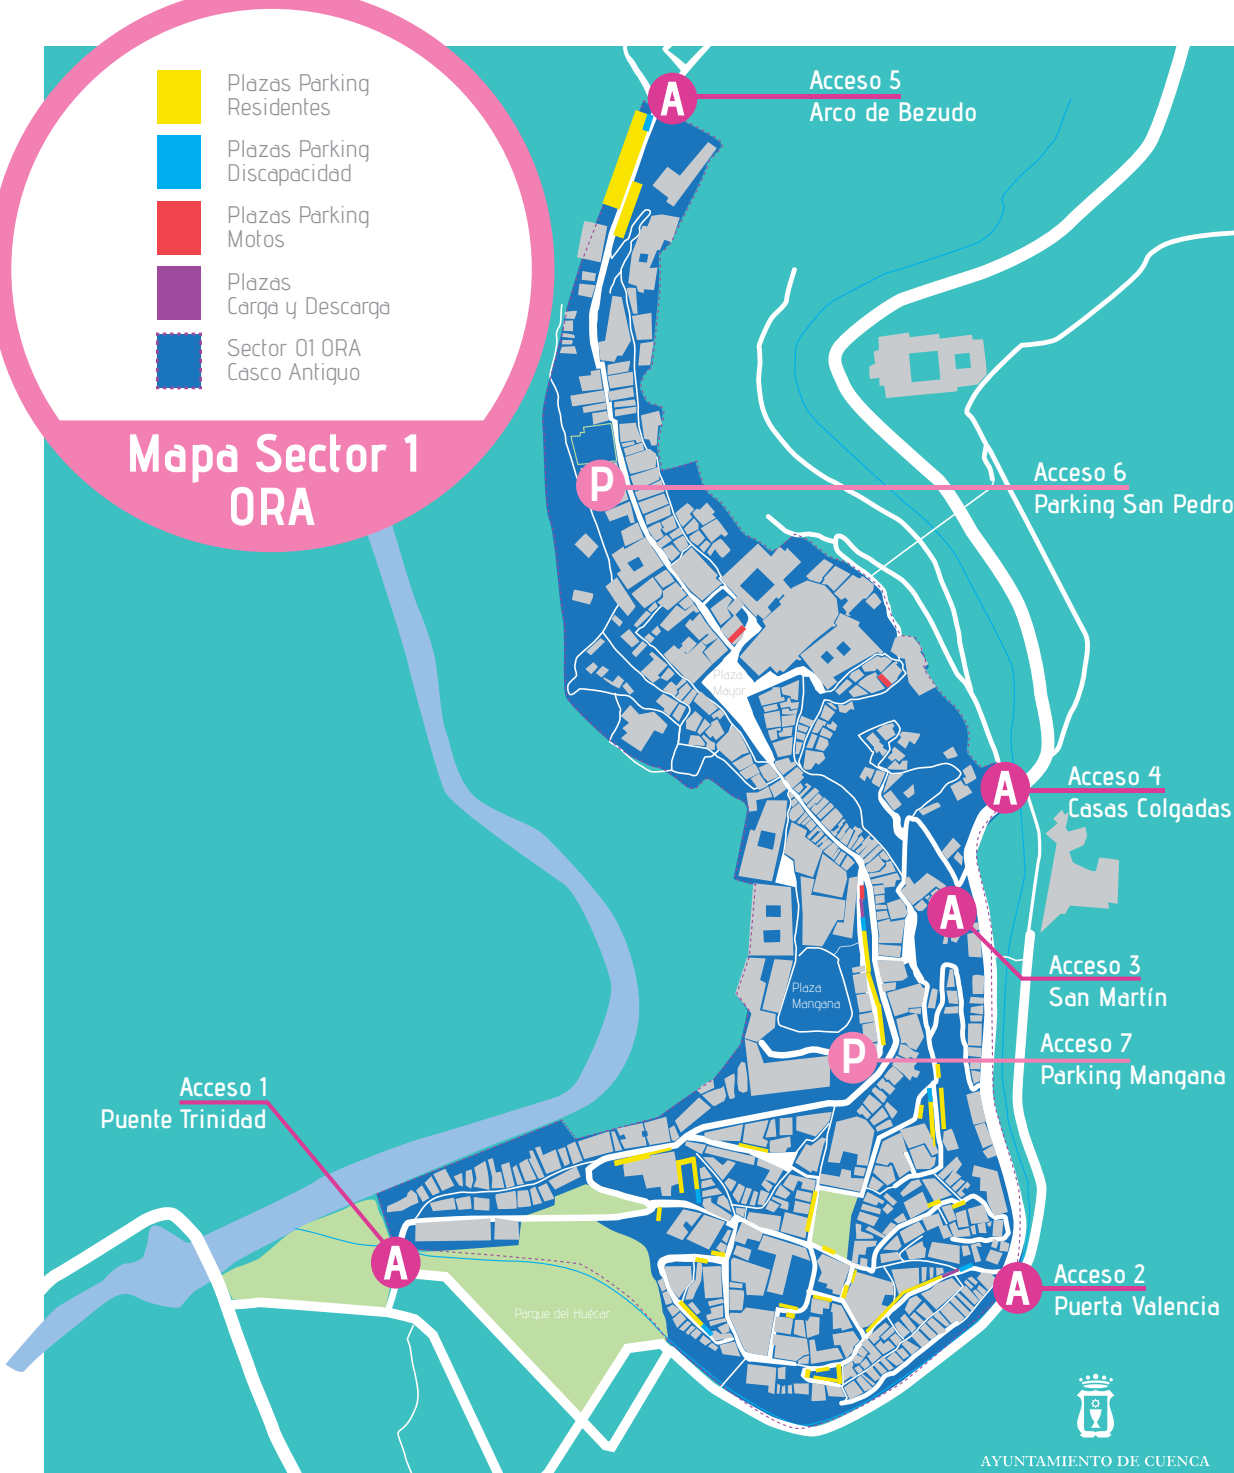 Plazas Parking
Residentes
Plazas Parking
Discapacidad
Plazas Parking
Motos
Plazas
Carga y Descarga
Sector 01 ORA
Casco Antiguo
Mapa Sector 1
ORA
A
Acceso 5
Arco de Bezudo
P
Acceso 6
Parking San Pedro
Plaza
Mayor
A
Acceso 4
Casas Colgadas
A
Acceso 3
San Martín
Plaza
Mangana
P
Acceso 7
Parking Mangana
Acceso 1
Puente Trinidad
A
Parque del Huécar
A
Acceso 2
Puerta Valencia
AYUNTAMIENTO DE CUENCA